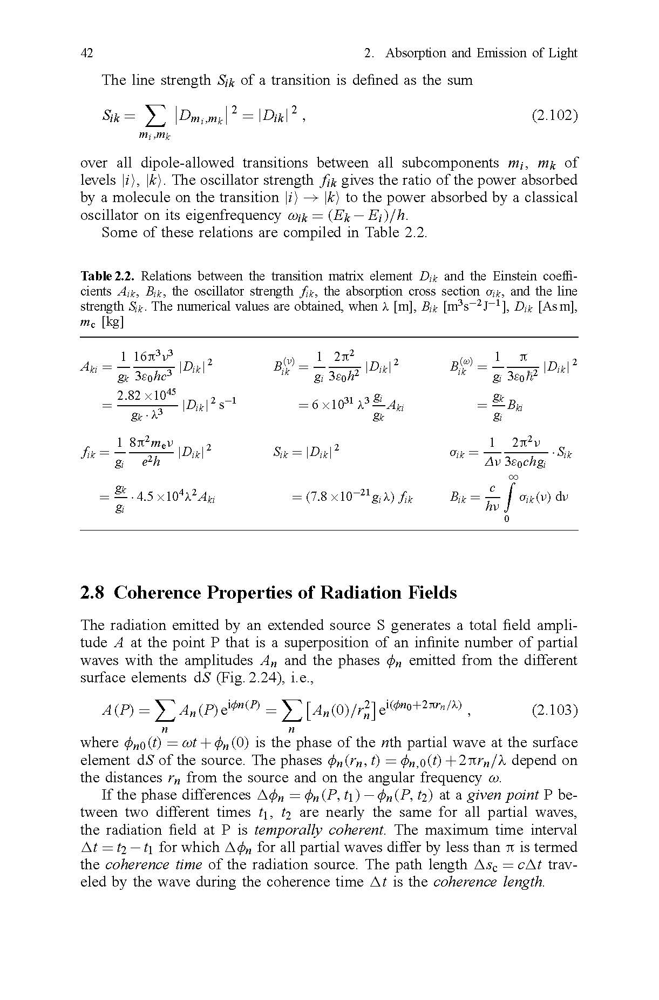 42 2. Absorption and Emission of Light
The line strength S_ik of a transition is defined as the sum
S_ik = ∑_{m_i,m_k} |D_{m_i,m_k}|² = |D_ik|² , (2.102)
over all dipole-allowed transitions between all subcomponents m_i, m_k of
levels |i⟩, |k⟩. The oscillator strength f_ik gives the ratio of the power absorbed
by a molecule on the transition |i⟩ → |k⟩ to the power absorbed by a classical
oscillator on its eigenfrequency ω_ik = (E_k − E_i)/h.
Some of these relations are compiled in Table 2.2.
Table 2.2. Relations between the transition matrix element D_ik and the Einstein coeffi-
cients A_ik, B_ik, the oscillator strength f_ik, the absorption cross section σ_ik, and the line
strength S_ik. The numerical values are obtained, when λ [m], B_ik [m³s⁻²J⁻¹], D_ik [As m],
m_c [kg]
A_ki = (1/g_k) (16π³ν³/3ε₀hc³) |D_ik|² B_ik^(ν) = (1/g_i) (2π²/3ε₀h²) |D_ik|² B_ik^(ω) = (1/g_i) (π/3ε₀ℏ²) |D_ik|²
= (2.82 × 10⁴⁵/g_k · λ³) |D_ik|² s⁻¹ = 6 × 10³¹ λ³ (g_i/g_k) A_ki = (g_k/g_i) B_ki
f_ik = (1/g_i) (8π²m_eν/e²h) |D_ik|² S_ik = |D_ik|² σ_ik = (1/Δν) (2π²ν/3ε₀chg_i) · S_ik
= (g_k/g_i) · 4.5 × 10⁴λ²A_ki = (7.8 × 10⁻²¹g_iλ) f_ik B_ik = (c/hν) ∫₀^∞ σ_ik(ν) dν
2.8 Coherence Properties of Radiation Fields
The radiation emitted by an extended source S generates a total field ampli-
tude A at the point P that is a superposition of an infinite number of partial
waves with the amplitudes A_n and the phases ϕ_n emitted from the different
surface elements dS (Fig. 2.24), i.e.,
A(P) = ∑_n A_n(P) e^{iϕn(P)} = ∑_n [A_n(0)/r_n²] e^{i(ϕn₀+2πr_n/λ)} , (2.103)
where ϕ_n0(t) = ωt + ϕ_n(0) is the phase of the nth partial wave at the surface
element dS of the source. The phases ϕ_n(r_n, t) = ϕ_n,0(t) + 2πr_n/λ depend on
the distances r_n from the source and on the angular frequency ω.
If the phase differences Δϕ_n = ϕ_n(P, t₁) − ϕ_n(P, t₂) at a given point P be-
tween two different times t₁, t₂ are nearly the same for all partial waves,
the radiation field at P is temporally coherent. The maximum time interval
Δt = t₂ − t₁ for which Δϕ_n for all partial waves differ by less than π is termed
the coherence time of the radiation source. The path length Δs_c = cΔt trav-
eled by the wave during the coherence time Δt is the coherence length.